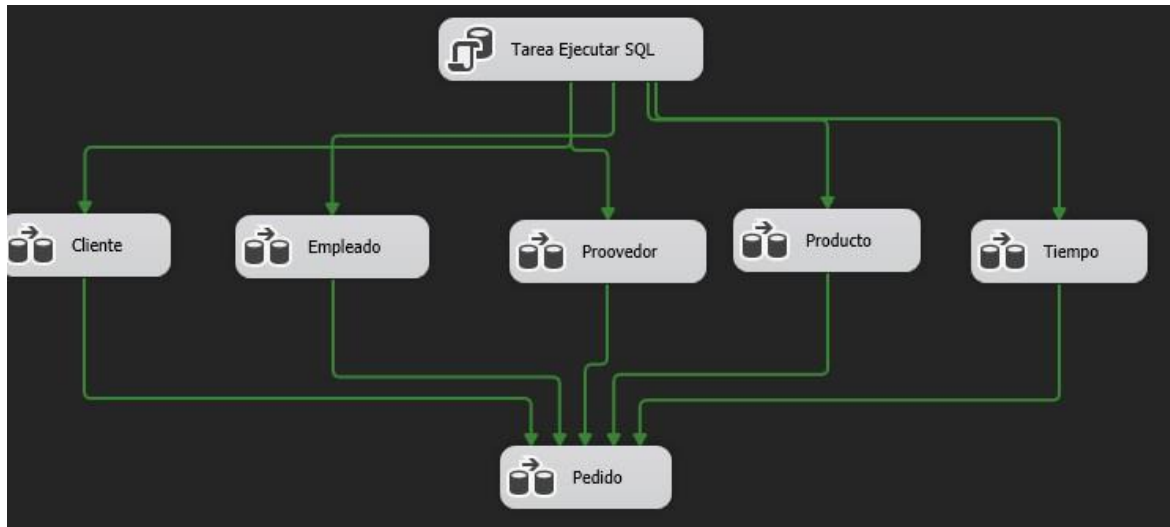 Tarea Ejecutar SQL
Cliente
Empleado
Proovedor
Producto
Tiempo
Pedido